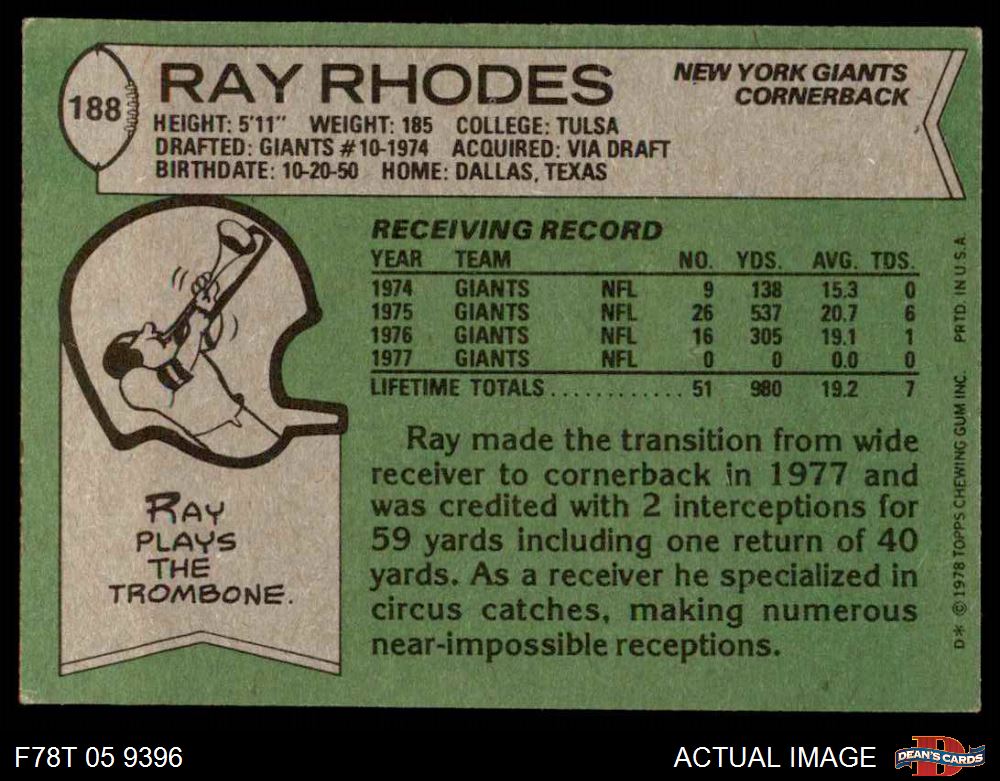 188
RAY RHODES
NEW YORK GIANTS
CORNERBACK
HEIGHT: 5'11" WEIGHT: 185 COLLEGE: TULSA
DRAFTED: GIANTS #10-1974 ACQUIRED: VIA DRAFT
BIRTHDATE: 10-20-50 HOME: DALLAS, TEXAS
RECEIVING RECORD
YEAR TEAM NO. YDS. AVG. TDS.
1974 GIANTS NFL 9 138 15.3 0
1975 GIANTS NFL 26 537 20.7 6
1976 GIANTS NFL 16 305 19.1 1
1977 GIANTS NFL 0 0 0.0 0
LIFETIME TOTALS............ 51 980 19.2 7
Ray made the transition from wide
receiver to cornerback in 1977 and
was credited with 2 interceptions for
59 yards including one return of 40
yards. As a receiver he specialized in
circus catches, making numerous
near-impossible receptions.
RAY
PLAYS
THE
TROMBONE.
D* © 1978 TOPPS CHEWING GUM INC. PRTD. IN U.S.A.
F78T 05 9396
ACTUAL IMAGE
D
DEAN'S CARDS